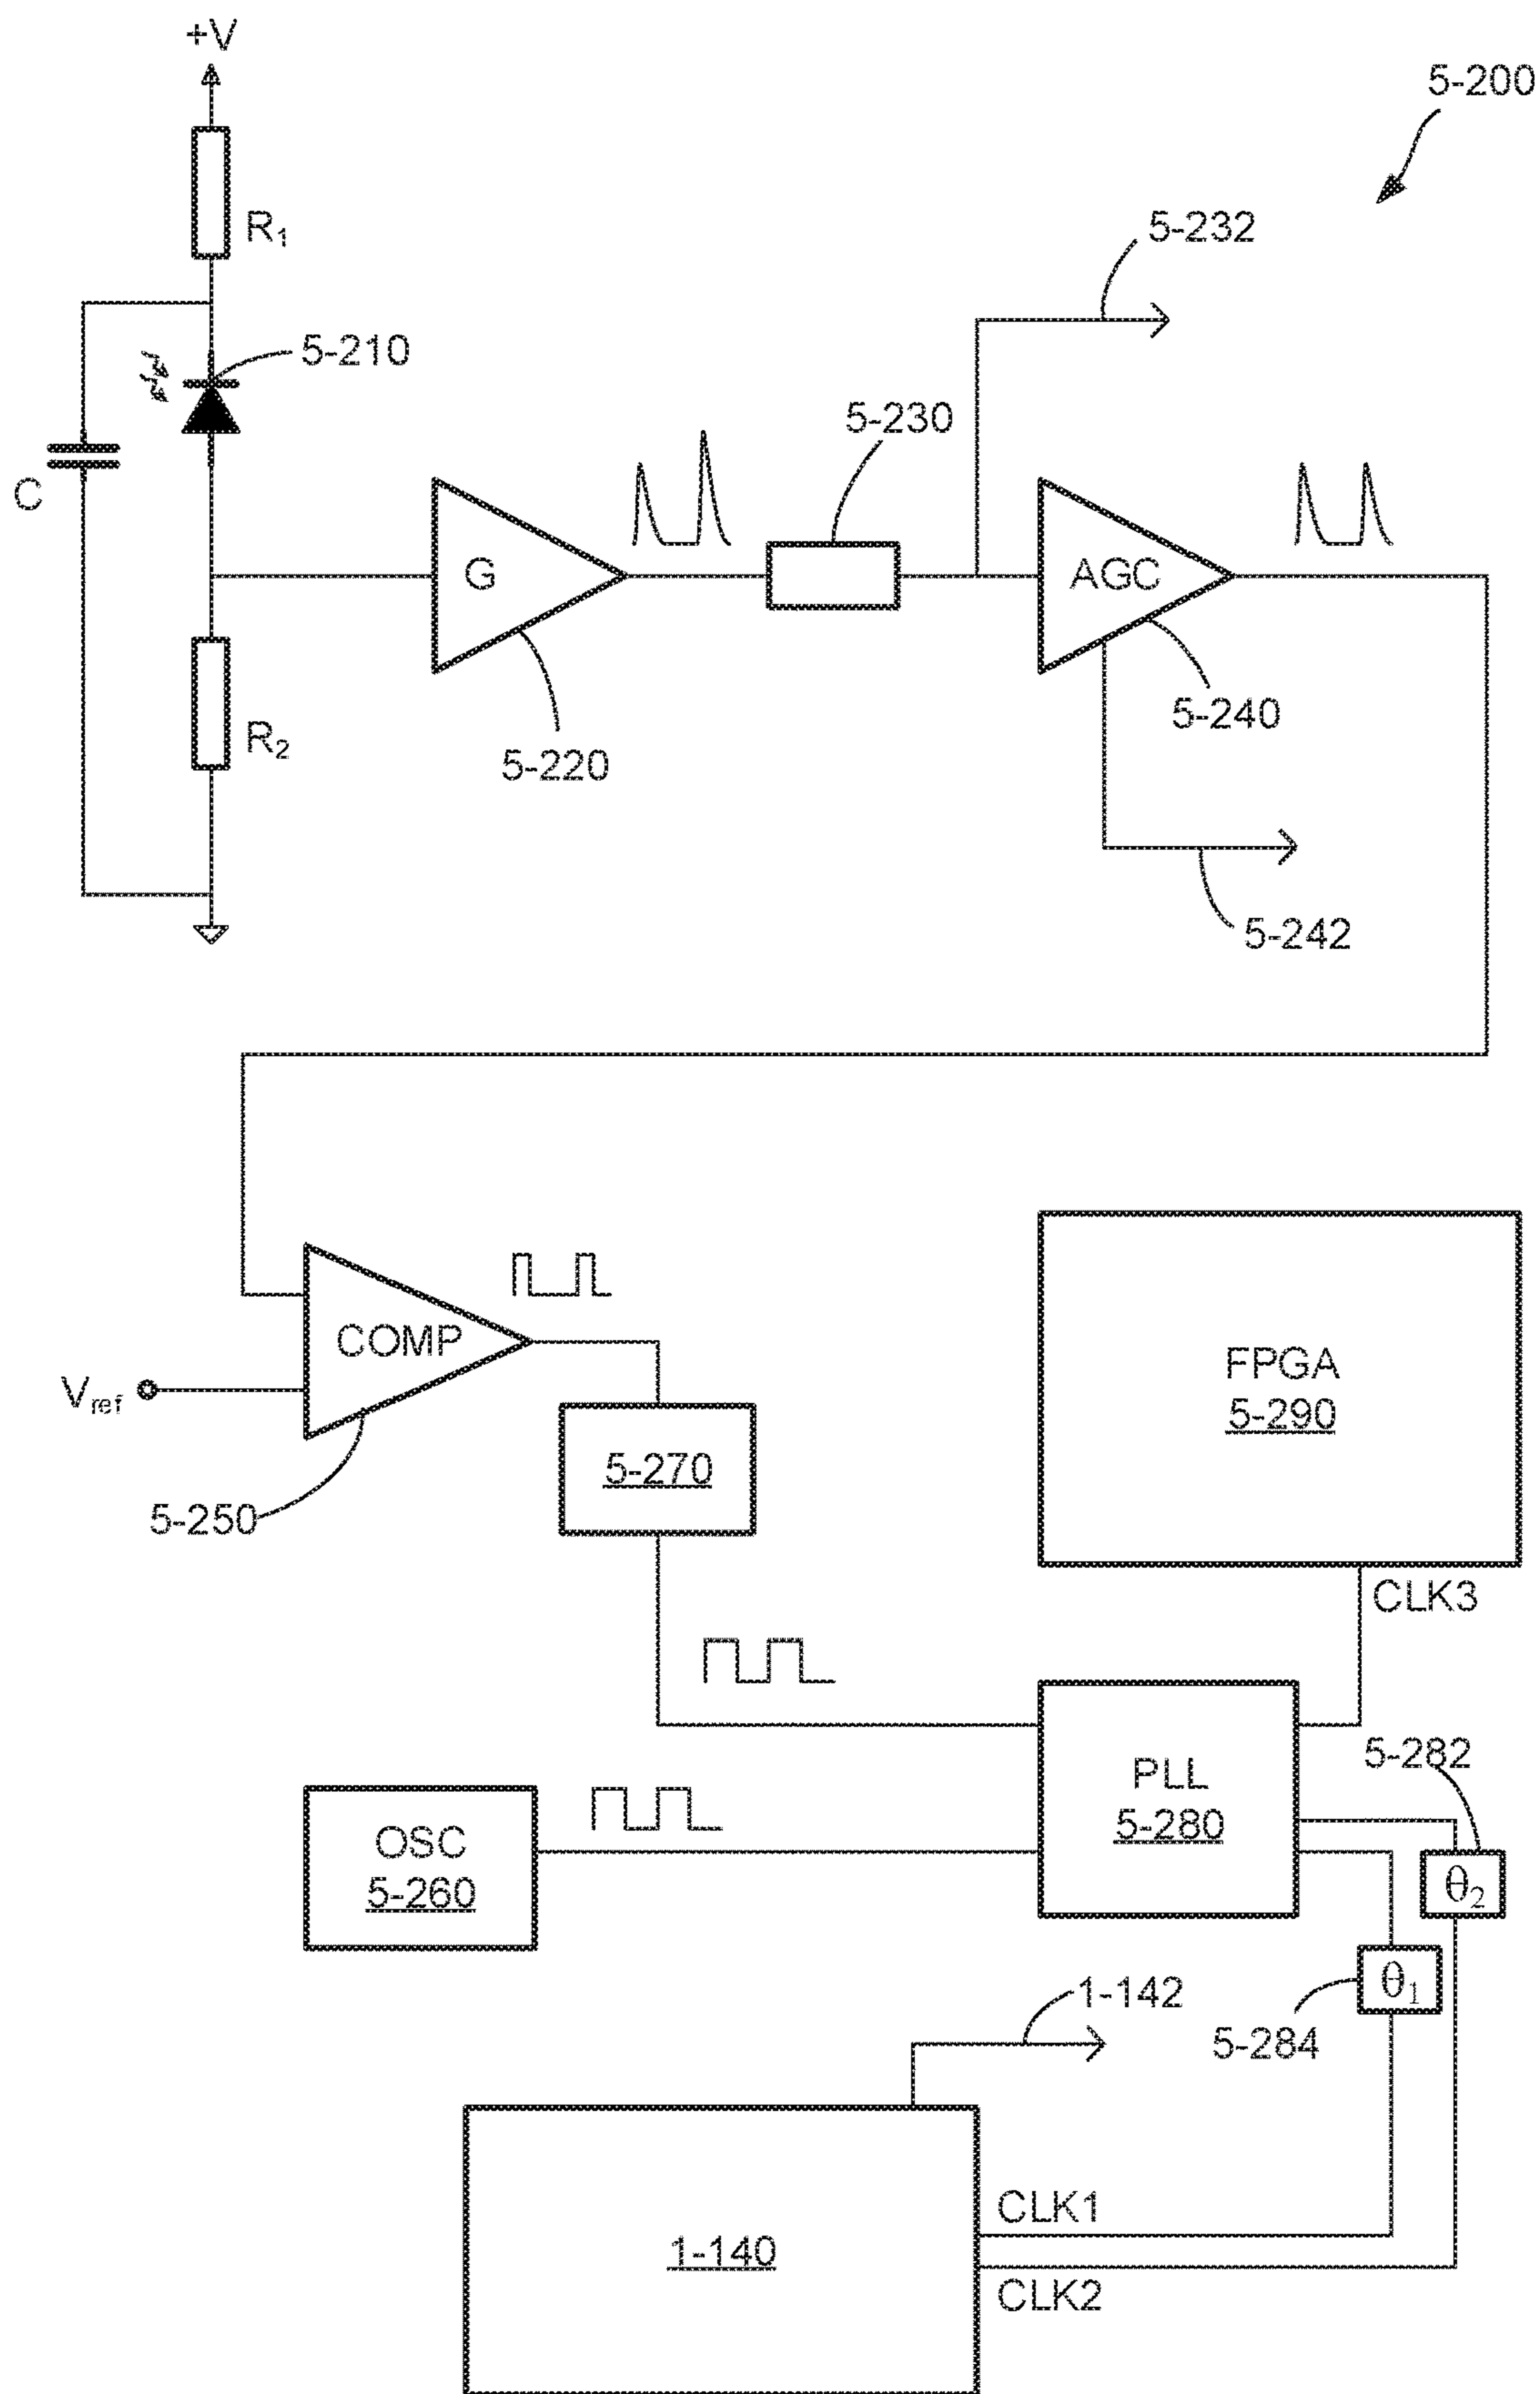 +V
5-200
R₁
5-232
5-210
5-230
C
G
AGC
R₂
5-220
5-240
5-242
COMP
V_ref
5-250
5-270
FPGA
5-290
CLK3
PLL
5-280
5-282
OSC
5-260
θ₂
θ₁
5-284
1-142
1-140
CLK1
CLK2